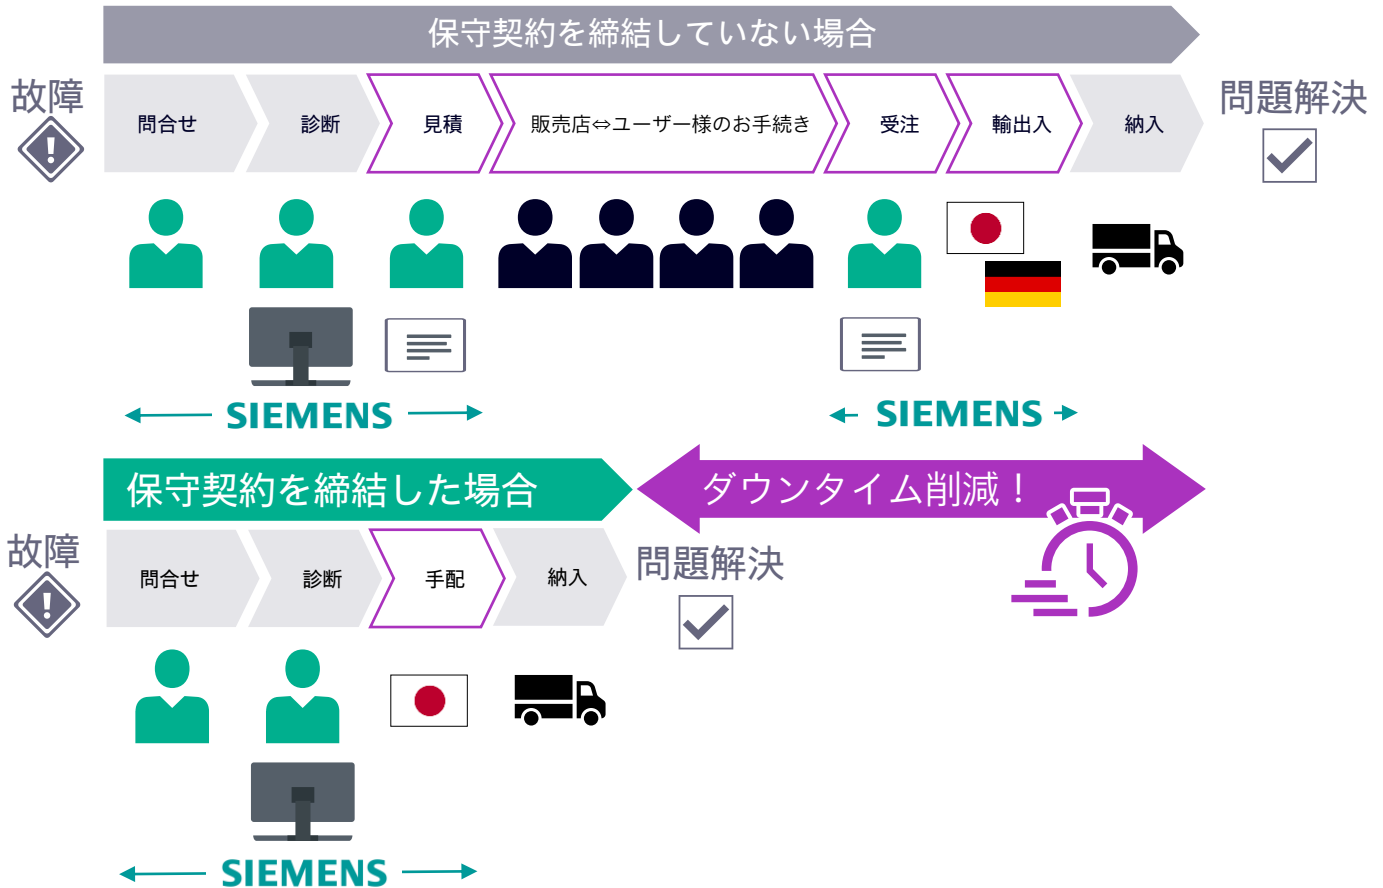 保守契約を締結していない場合
故障
問合せ
診断
見積
販売店⇔ユーザー様のお手続き
受注
輸出入
納入
問題解決
SIEMENS
SIEMENS
保守契約を締結した場合
ダウンタイム削減！
故障
問合せ
診断
手配
納入
問題解決
SIEMENS